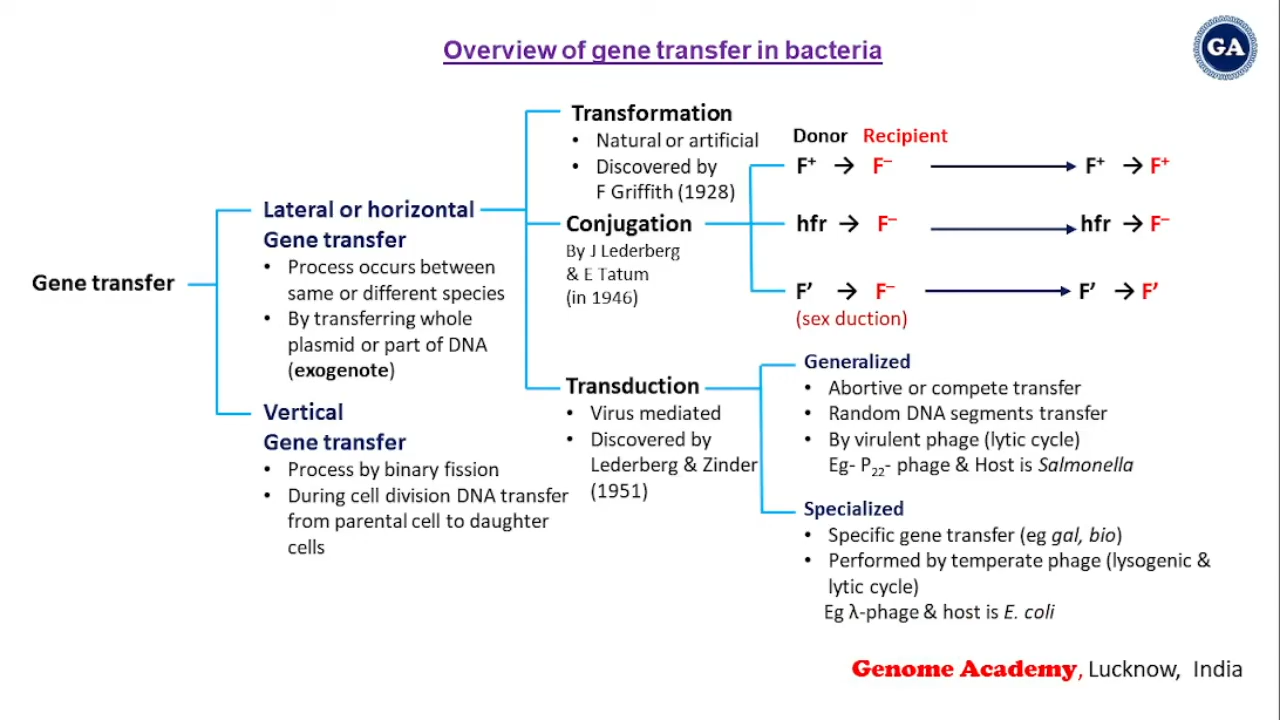 Overview of gene transfer in bacteria
GA
Gene transfer
Lateral or horizontal
Gene transfer
• Process occurs between
same or different species
• By transferring whole
plasmid or part of DNA
(exogenote)
Vertical
Gene transfer
• Process by binary fission
• During cell division DNA transfer
from parental cell to daughter
cells
Transformation
• Natural or artificial
• Discovered by
F Griffith (1928)
Conjugation
By J Lederberg
& E Tatum
(in 1946)
Donor Recipient
F⁺ → F⁻ → F⁺ → F⁺
hfr → F⁻ → hfr → F⁻
F’ → F⁻ → F’ → F’
(sex duction)
Transduction
• Virus mediated
• Discovered by
Lederberg & Zinder
(1951)
Generalized
• Abortive or compete transfer
• Random DNA segments transfer
• By virulent phage (lytic cycle)
Eg- P₂₂- phage & Host is Salmonella
Specialized
• Specific gene transfer (eg gal, bio)
• Performed by temperate phage (lysogenic &
lytic cycle)
Eg λ-phage & host is E. coli
Genome Academy, Lucknow, India